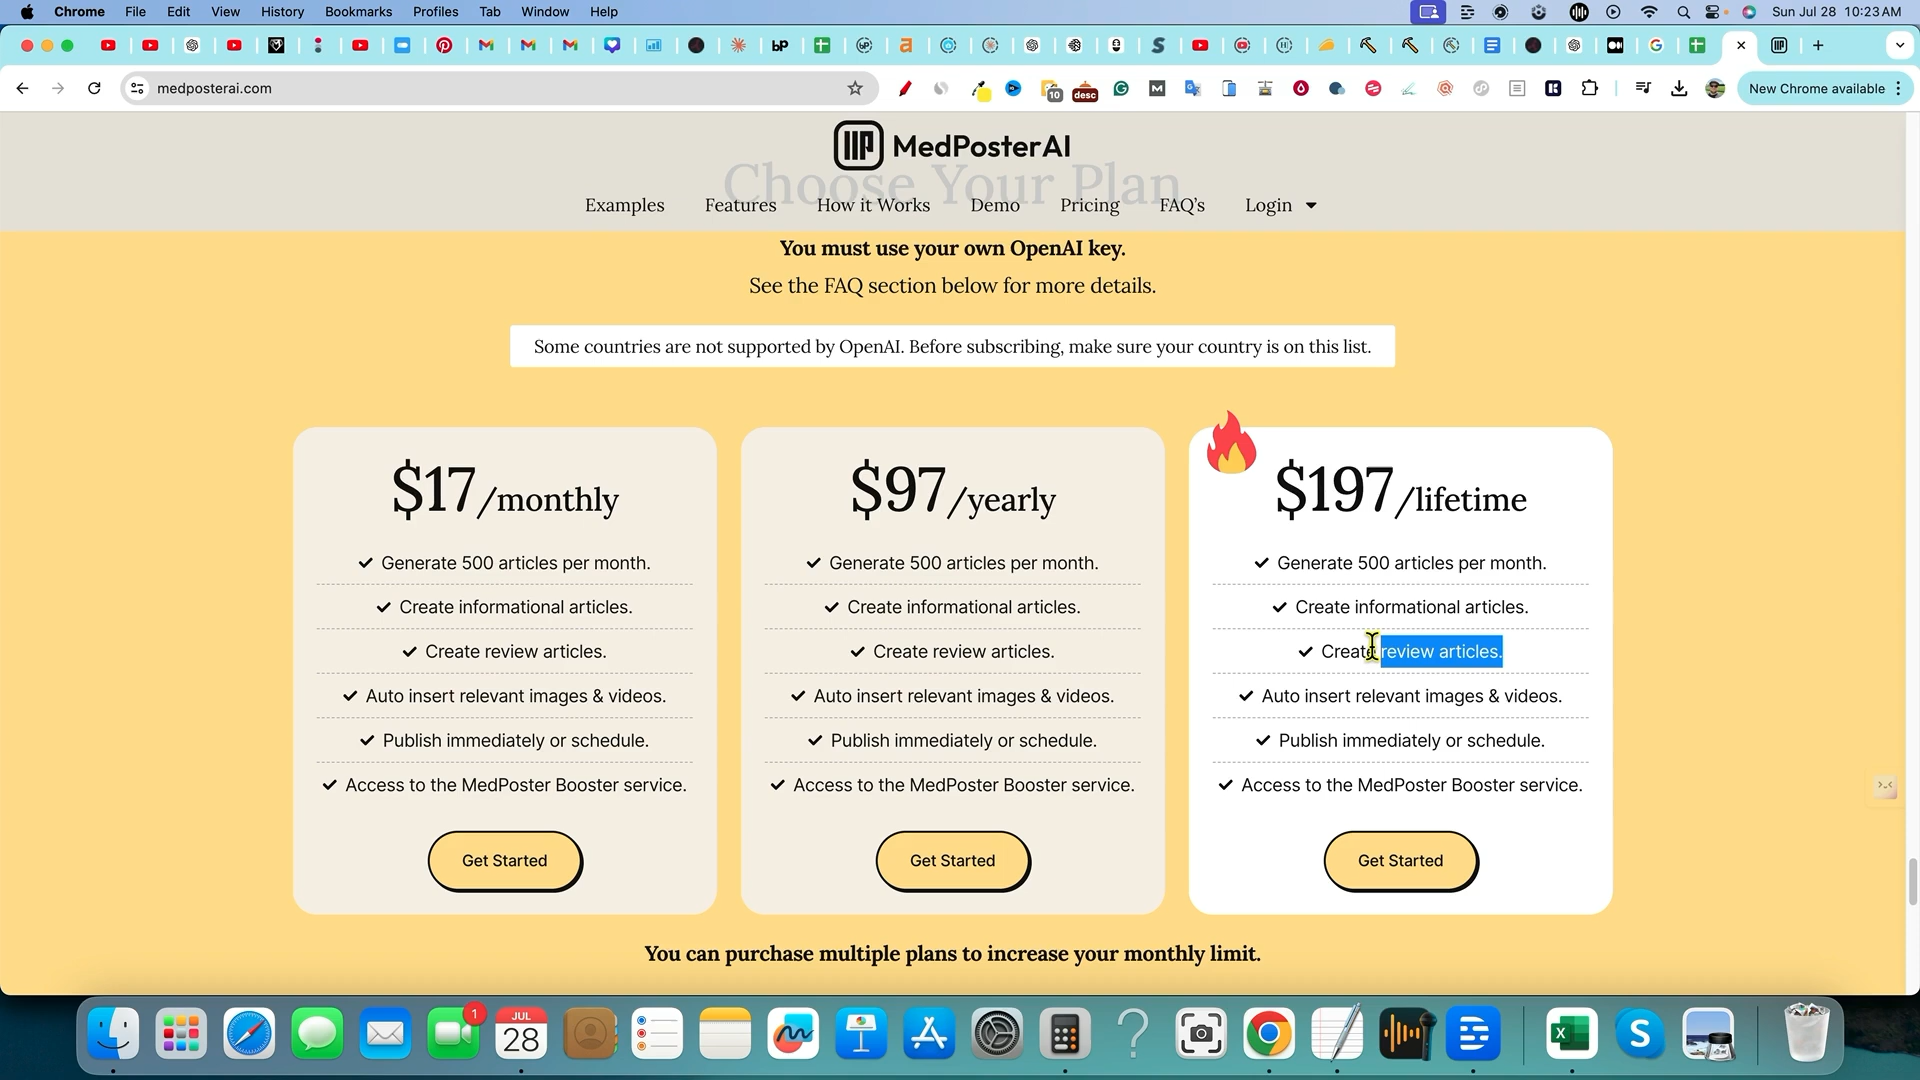 Chrome File Edit View History Bookmarks Profiles Tab Window Help Sun Jul 28 10:23 AM
medposterai.com
10
desc
New Chrome available
MedPosterAI
Choose Your Plan
Examples Features How it Works Demo Pricing FAQ's Login
You must use your own OpenAI key.
See the FAQ section below for more details.
Some countries are not supported by OpenAI. Before subscribing, make sure your country is on this list.
$17/monthly
Generate 500 articles per month.
Create informational articles.
Create review articles.
Auto insert relevant images & videos.
Publish immediately or schedule.
Access to the MedPoster Booster service.
Get Started
$97/yearly
Generate 500 articles per month.
Create informational articles.
Create review articles.
Auto insert relevant images & videos.
Publish immediately or schedule.
Access to the MedPoster Booster service.
Get Started
$197/lifetime
Generate 500 articles per month.
Create informational articles.
Create review articles.
Auto insert relevant images & videos.
Publish immediately or schedule.
Access to the MedPoster Booster service.
Get Started
You can purchase multiple plans to increase your monthly limit.
1
JUL
28